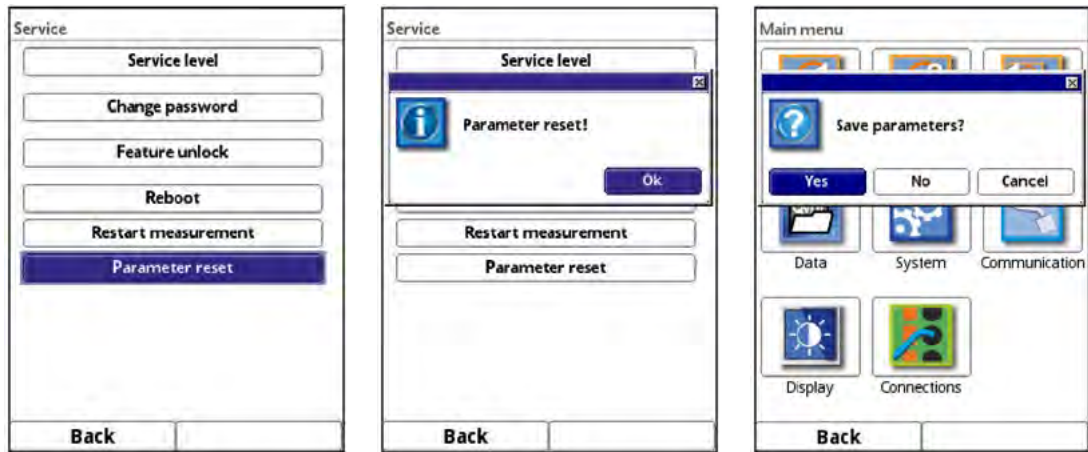 Service
Service level
Change password
Feature unlock
Reboot
Restart measurement
Parameter reset
Back
Service
Service level
Parameter reset!
Ok
Restart measurement
Parameter reset
Back
Main menu
Save parameters?
Yes No Cancel
Data System Communication
Display Connections
Back